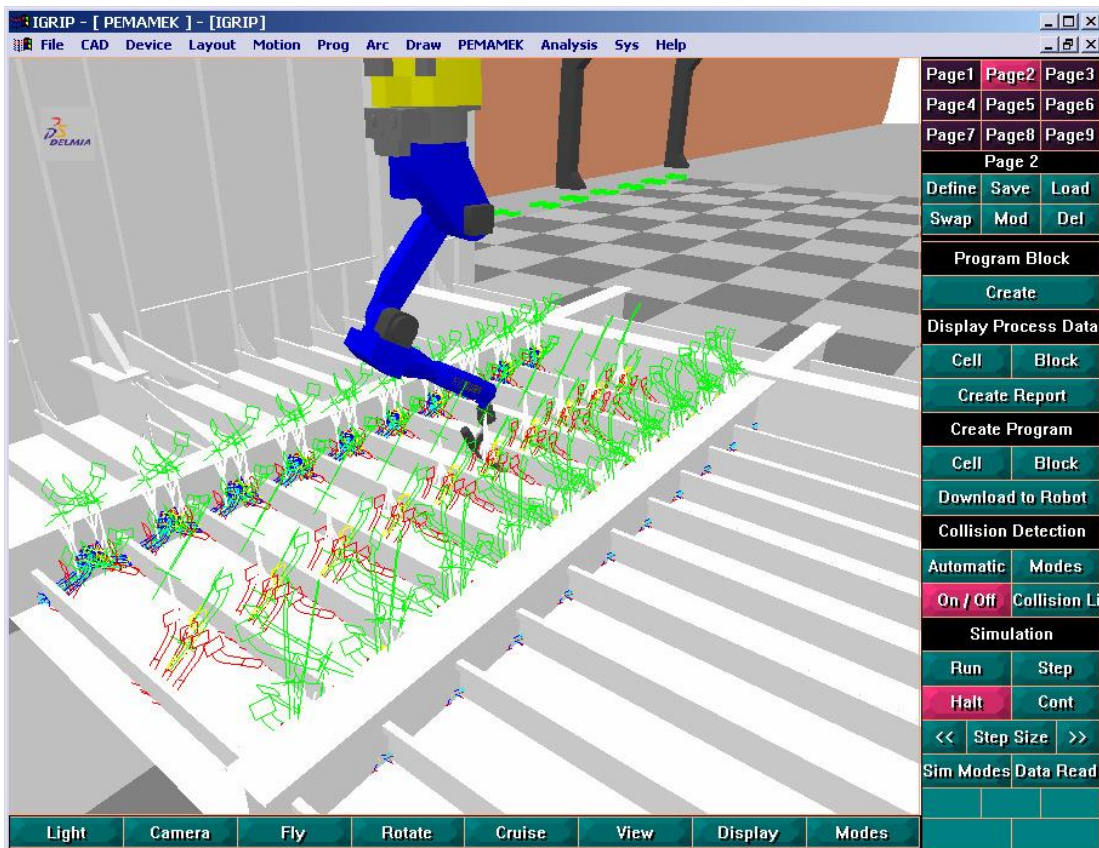 IGRIP - [ PEMAMEK ] - [IGRIP]
File CAD Device Layout Motion Prog Arc Draw PEMAMEK Analysis Sys Help
DS DELMIA
Page1 Page2 Page3
Page4 Page5 Page6
Page7 Page8 Page9
Page 2
Define Save Load
Swap Mod Del
Program Block
Create
Display Process Data
Cell Block
Create Report
Create Program
Cell Block
Download to Robot
Collision Detection
Automatic Modes
On / Off Collision Li
Simulation
Run Step
Halt Cont
<< Step Size >>
Sim Modes Data Read
Light Camera Fly Rotate Cruise View Display Modes